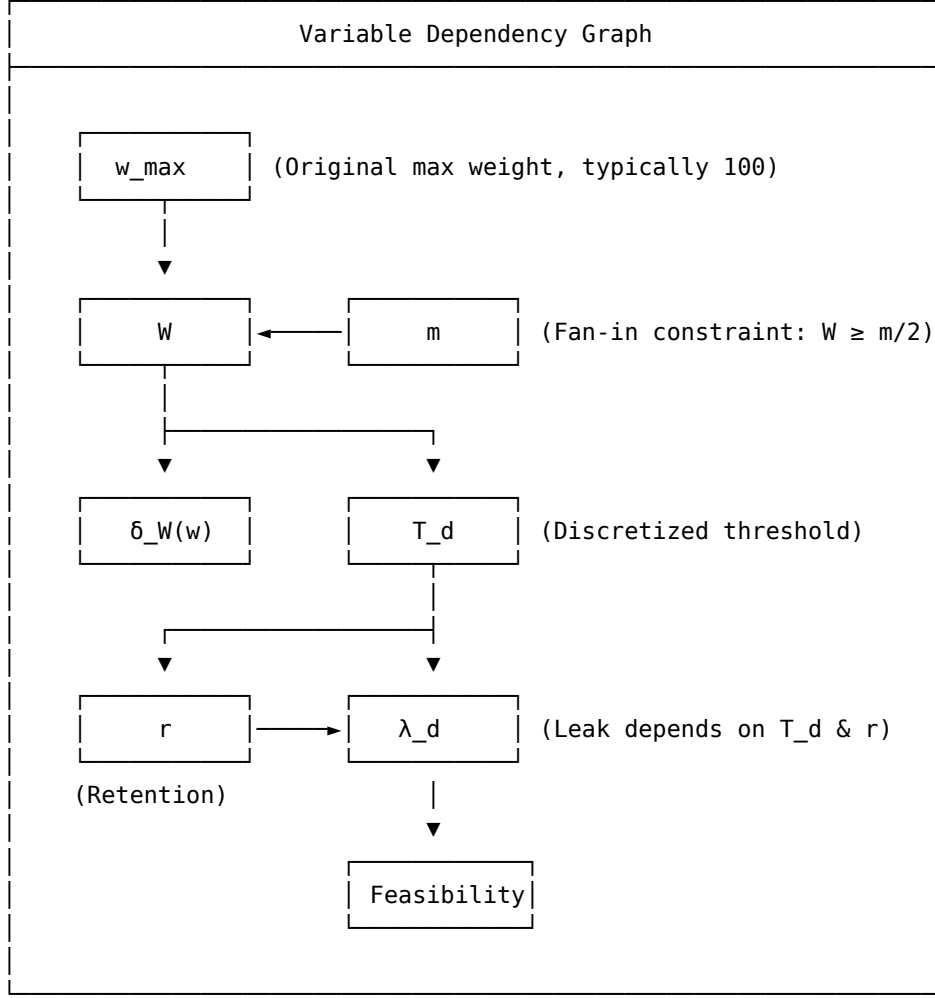 Variable Dependency Graph
w_max (Original max weight, typically 100)
W m (Fan-in constraint: W ≥ m/2)
δ_W(w) T_d (Discretized threshold)
r λ_d (Leak depends on T_d & r)
(Retention)
Feasibility